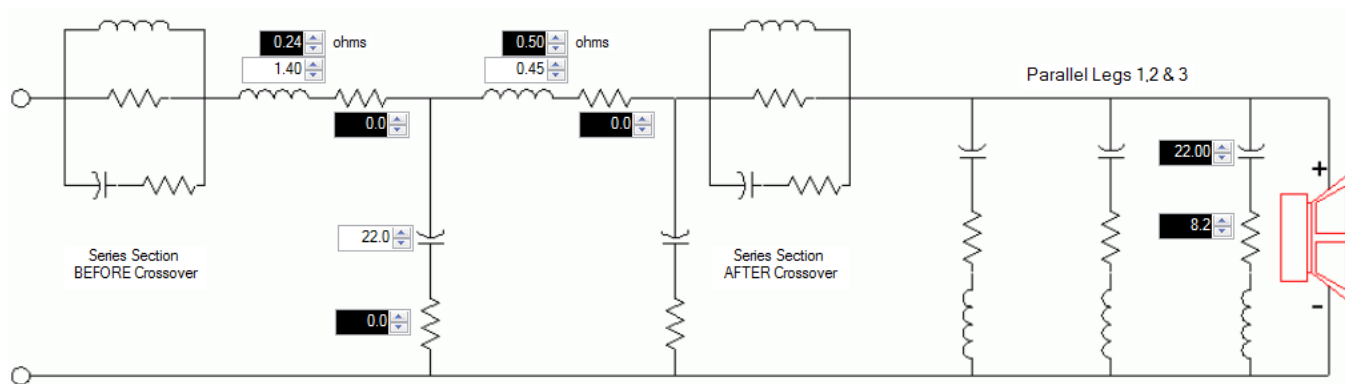 0.24 ohms
1.40
0.50 ohms
0.45
Parallel Legs 1,2 & 3
0.0
0.0
22.00
+
8.2
22.0
Series Section
BEFORE Crossover
Series Section
AFTER Crossover
0.0
-